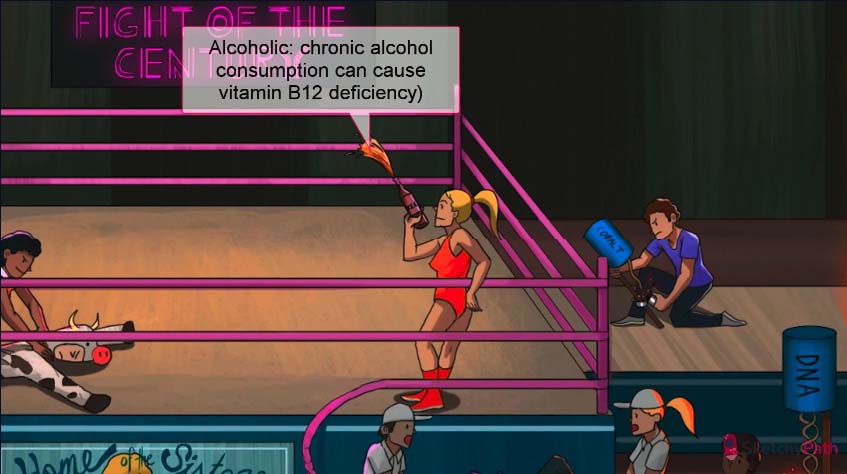 FIGHT OF THE
CENTURY
Alcoholic: chronic alcohol
consumption can cause
vitamin B12 deficiency)
COBALT
DNA
Home of the Sisters
SketchyPath